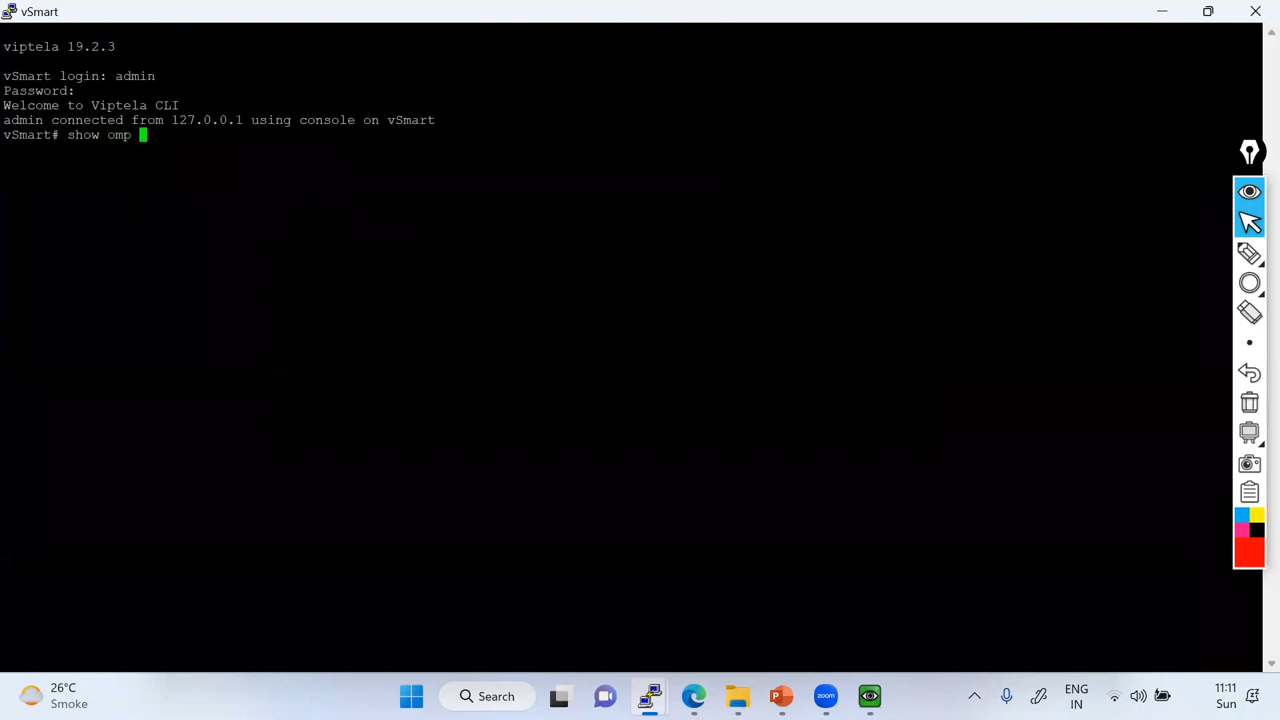 vSmart
viptela 19.2.3
vSmart login: admin
Password:
Welcome to Viptela CLI
admin connected from 127.0.0.1 using console on vSmart
vSmart# show omp
26°C
Smoke
Search
zoom
ENG
IN
11:11
Sun